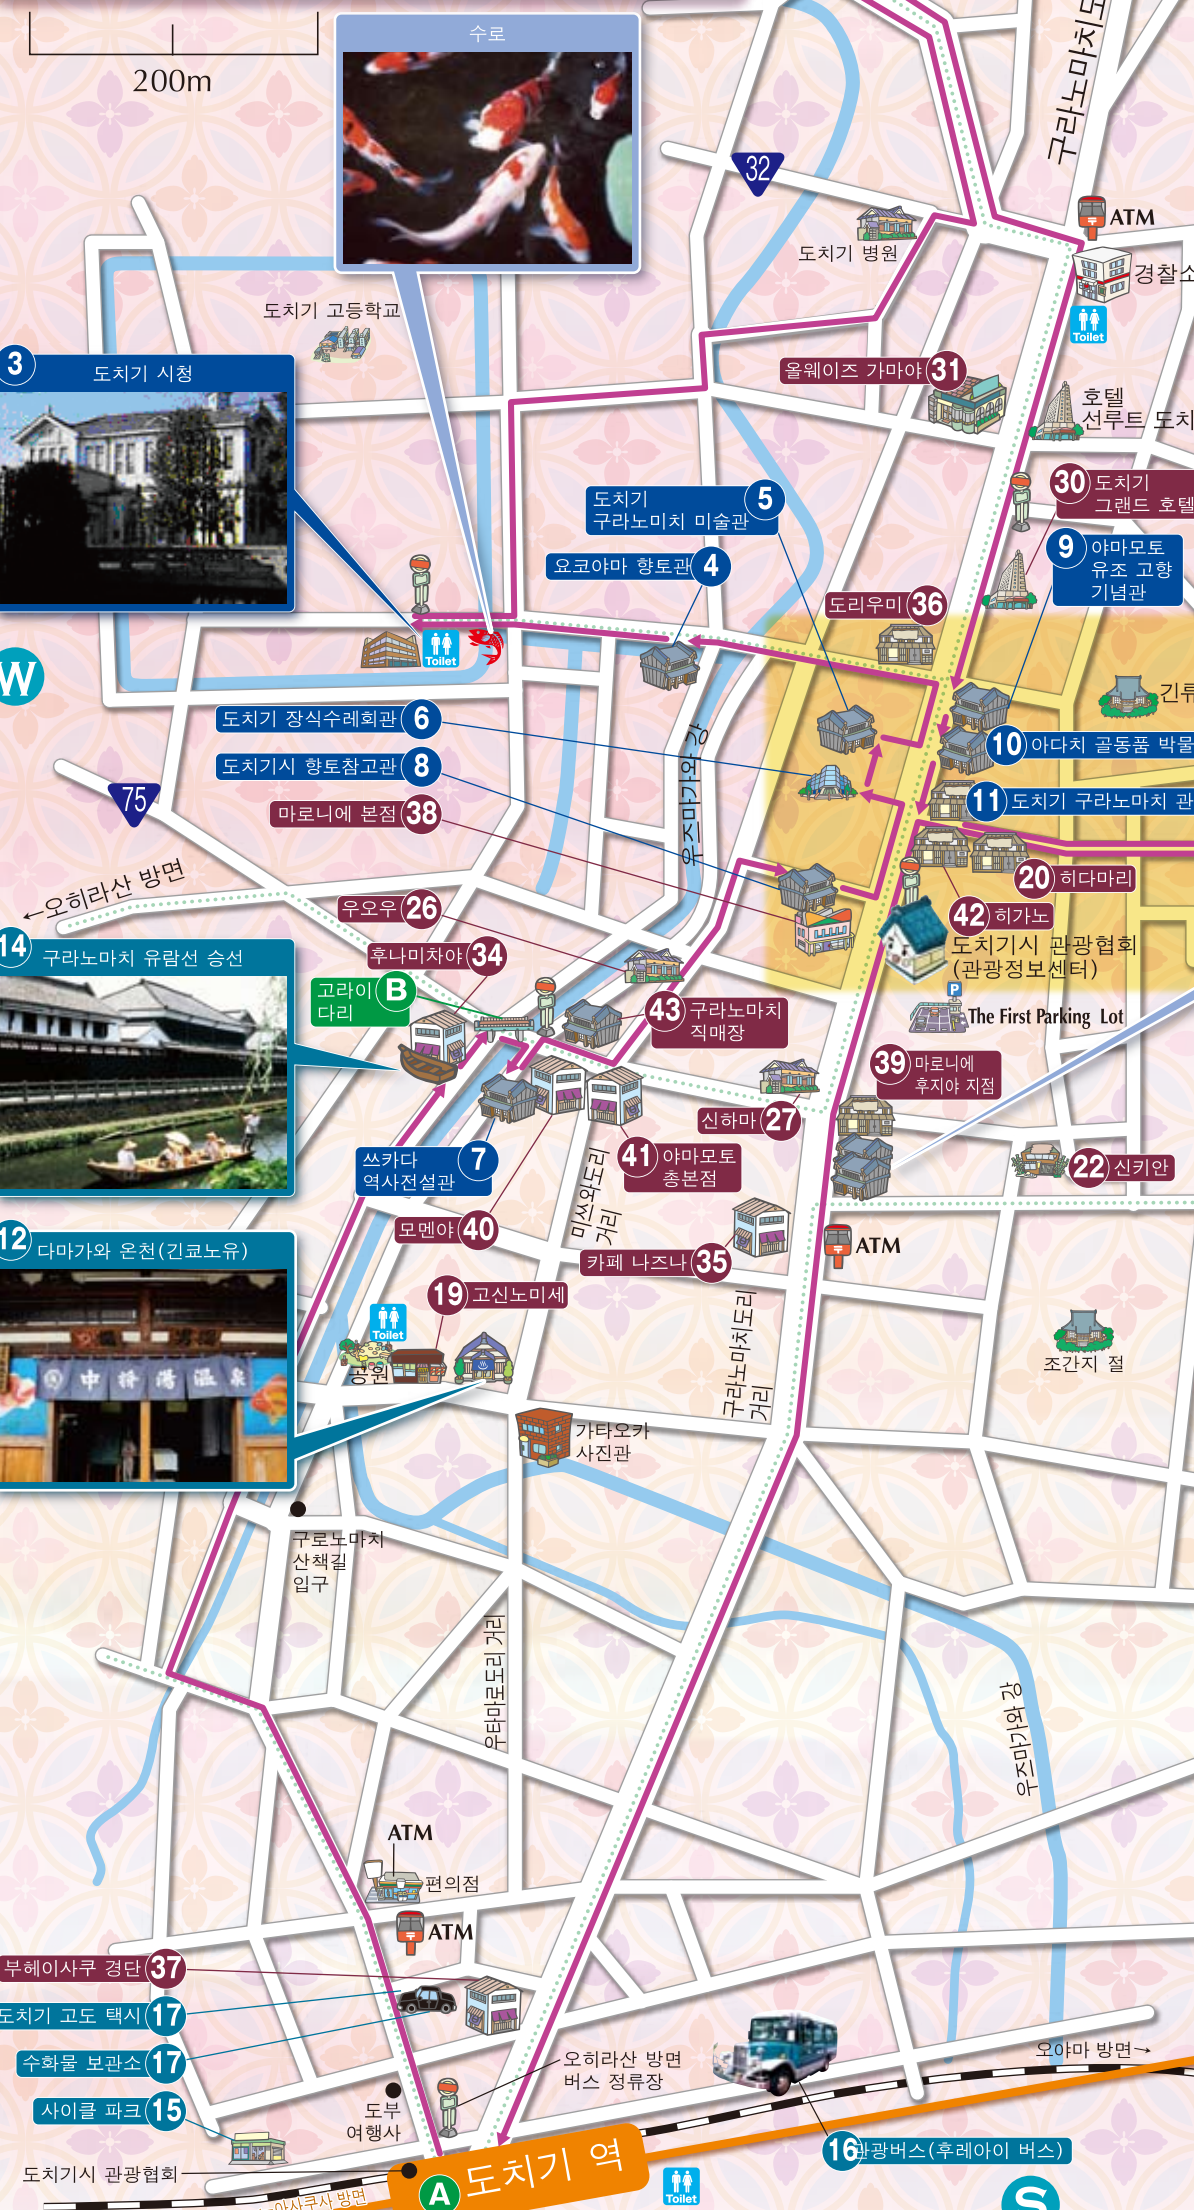 수로
200m
구라노마치도
32
도치기 병원
ATM
경찰소
Toilet
도치기 고등학교
3
도치기 시청
올웨이즈 가마야 31
호텔
선루트 도치
30 도치기
그랜드 호텔
도치기
구라노미치 미술관 5
요코야마 향토관 4
9 야마모토
유조 고향
기념관
도리우미 36
Toilet
W
긴류
도치기 장식수레회관 6
10 아다치 골동품 박물
도치기시 향토참고관 8
우즈마가와 강
75
11 도치기 구라노마치 관
마로니에 본점 38
←오히라산 방면
20 히다마리
우오우 26
42 히가노
14 구라노마치 유람선 승선
후나미차야 34
도치기시 관광협회
(관광정보센터)
고라이
다리 B
P
The First Parking Lot
43 구라노마치
직매장
39 마로니에
후지야 지점
신하마 27
쓰카다
역사전설관 7
41 야마모토
총본점
22 신키안
미쓰와도리
거리
모멘야 40
12 다마가와 온천(긴쿄노유)
카페 나즈나 35
ATM
19 고신노미세
Toilet
구라노마치도리
거리
공원
조간지 절
中 湯 温 泉
가타오카
사진관
구로노마치
산책길
입구
우타마로도리 거리
우즈마가와 강
ATM
편의점
ATM
부헤이사쿠 경단 37
도치기 고도 택시 17
수화물 보관소 17
오히라산 방면
버스 정류장
오야마 방면→
사이클 파크 15
도부
여행사
16 관광버스(후레아이 버스)
도치기시 관광협회
도치기 역
A
Toilet
←아사쿠사 방면
S